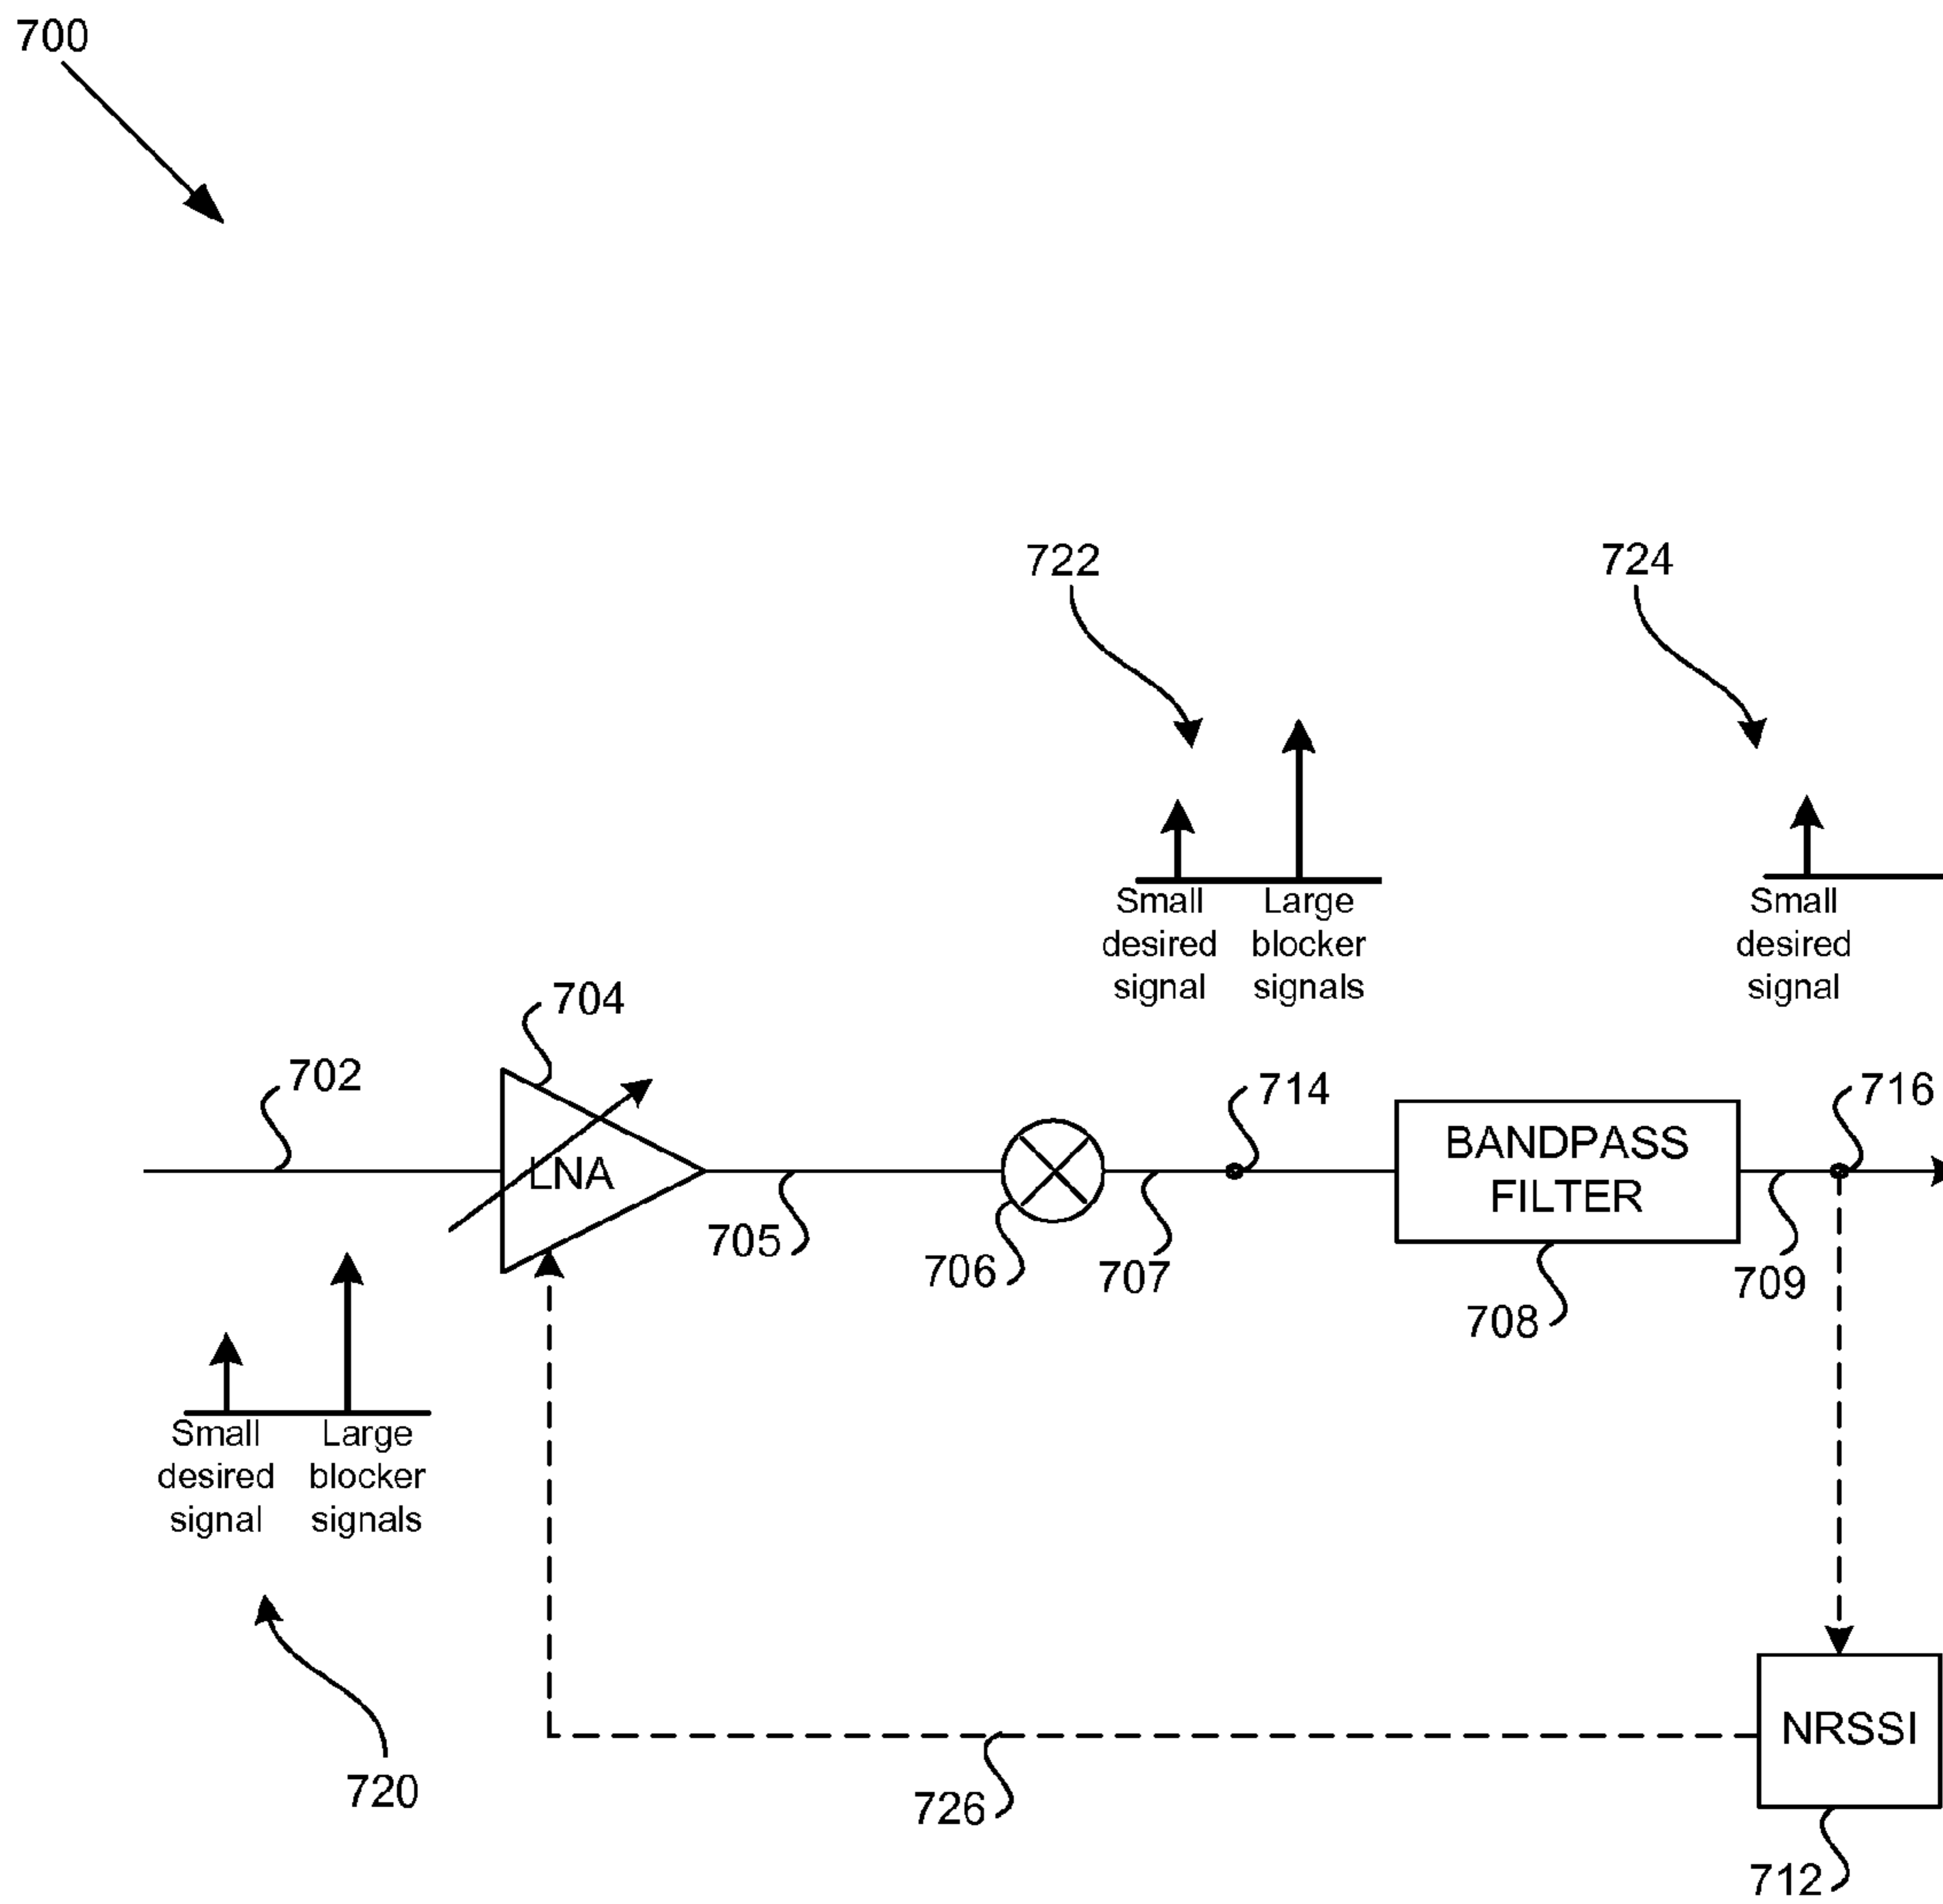 700
722
724
Small
desired
signal
Large
blocker
signals
Small
desired
signal
704
702
714
716
LNA
BANDPASS
FILTER
705
706
707
708
709
Small
desired
signal
Large
blocker
signals
720
726
NRSSI
712